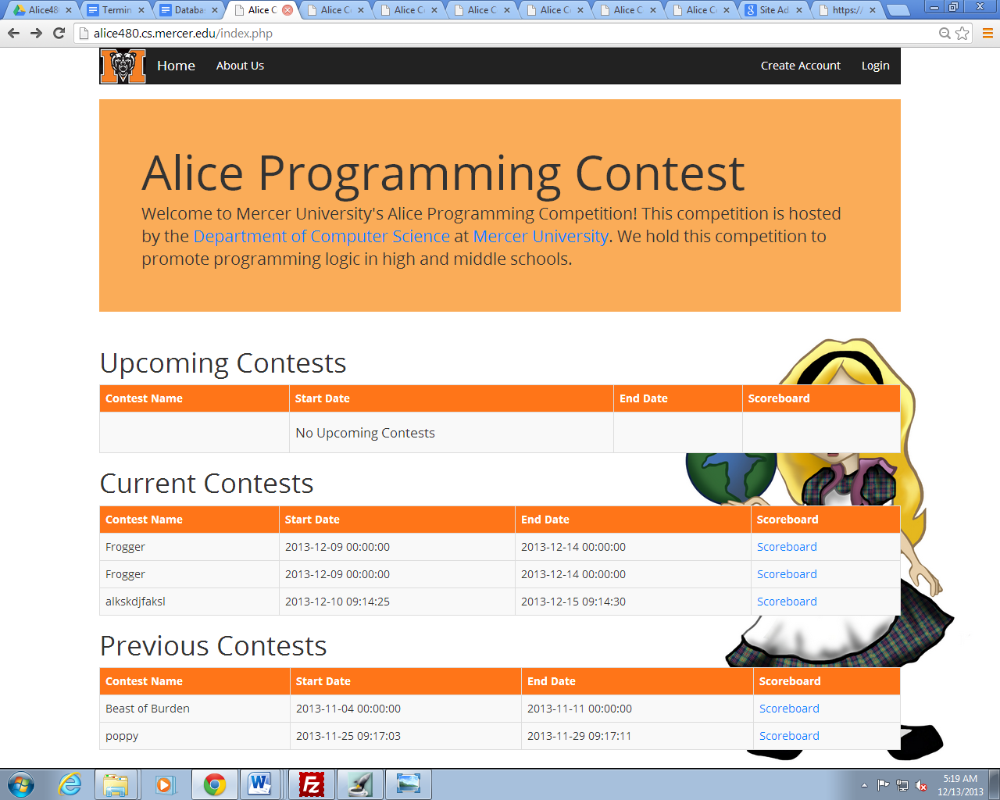 Alice48
Termin
Databa
Alice C
Alice C
Alice C
Alice C
Alice C
Alice C
Alice C
Site Ad
https:/
alice480.cs.mercer.edu/index.php
Home About Us Create Account Login
Alice Programming Contest
Welcome to Mercer University's Alice Programming Competition! This competition is hosted
by the Department of Computer Science at Mercer University. We hold this competition to
promote programming logic in high and middle schools.
Upcoming Contests
Contest Name Start Date End Date Scoreboard
No Upcoming Contests
Current Contests
Contest Name Start Date End Date Scoreboard
Frogger 2013-12-09 00:00:00 2013-12-14 00:00:00 Scoreboard
Frogger 2013-12-09 00:00:00 2013-12-14 00:00:00 Scoreboard
alkskdjfaksl 2013-12-10 09:14:25 2013-12-15 09:14:30 Scoreboard
Previous Contests
Contest Name Start Date End Date Scoreboard
Beast of Burden 2013-11-04 00:00:00 2013-11-11 00:00:00 Scoreboard
poppy 2013-11-25 09:17:03 2013-11-29 09:17:11 Scoreboard
5:19 AM
12/13/2013